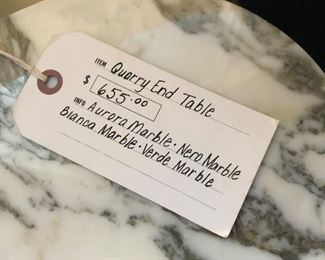 ITEM Quarry End Table
$ 655.00
INFO Aurora Marble · Nero Marble
Bianca Marble · Verde Marble